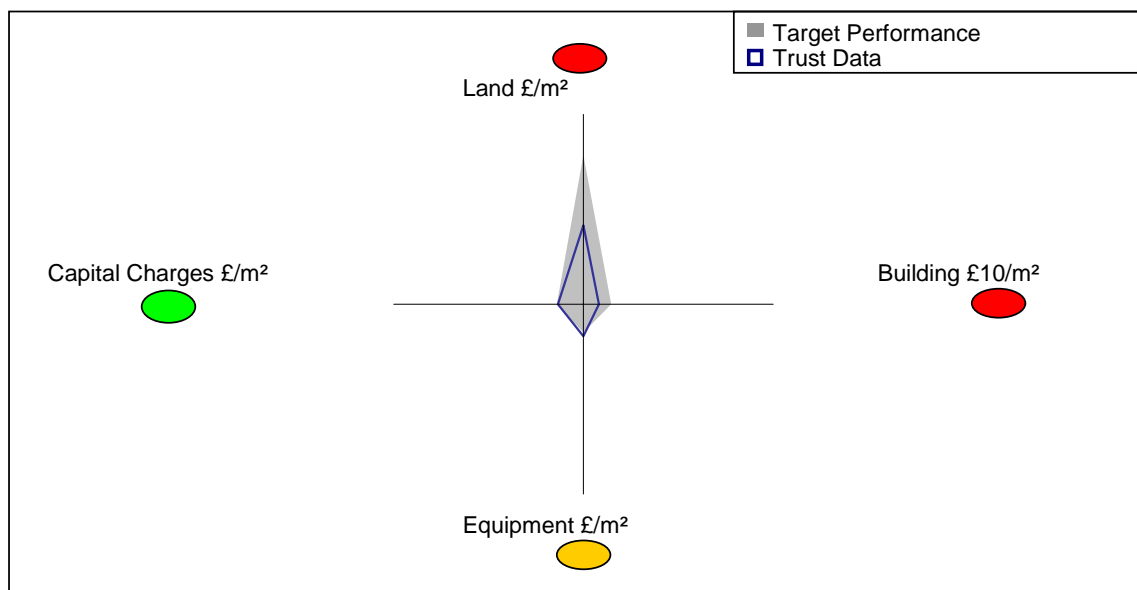 Target Performance
Trust Data
Land £/m²
Capital Charges £/m²
Building £10/m²
Equipment £/m²